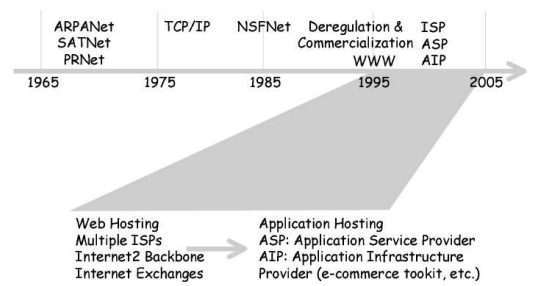 ARPANet
SATNet
PRNet
TCP/IP
NSFNet
Deregulation &
Commercialization
WWW
ISP
ASP
AIP
1965
1975
1985
1995
2005
Web Hosting
Multiple ISPs
Internet2 Backbone
Internet Exchanges
Application Hosting
ASP: Application Service Provider
AIP: Application Infrastructure
Provider (e-commerce tookit, etc.)